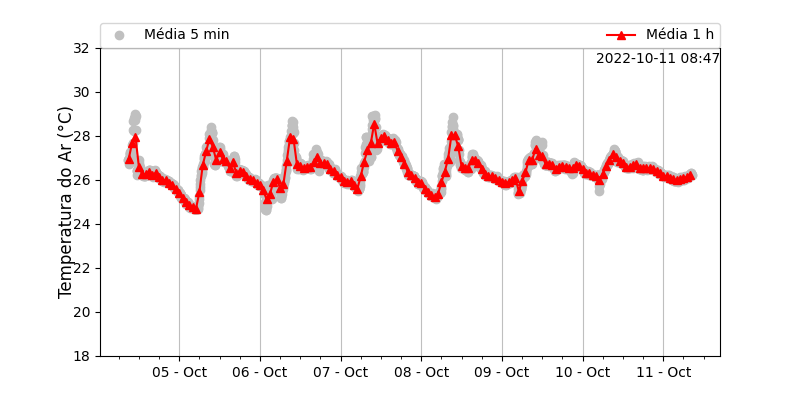 Média 5 min
Média 1 h
2022-10-11 08:47
Temperatura do Ar (°C)
32
30
28
26
24
22
20
18
05 - Oct
06 - Oct
07 - Oct
08 - Oct
09 - Oct
10 - Oct
11 - Oct